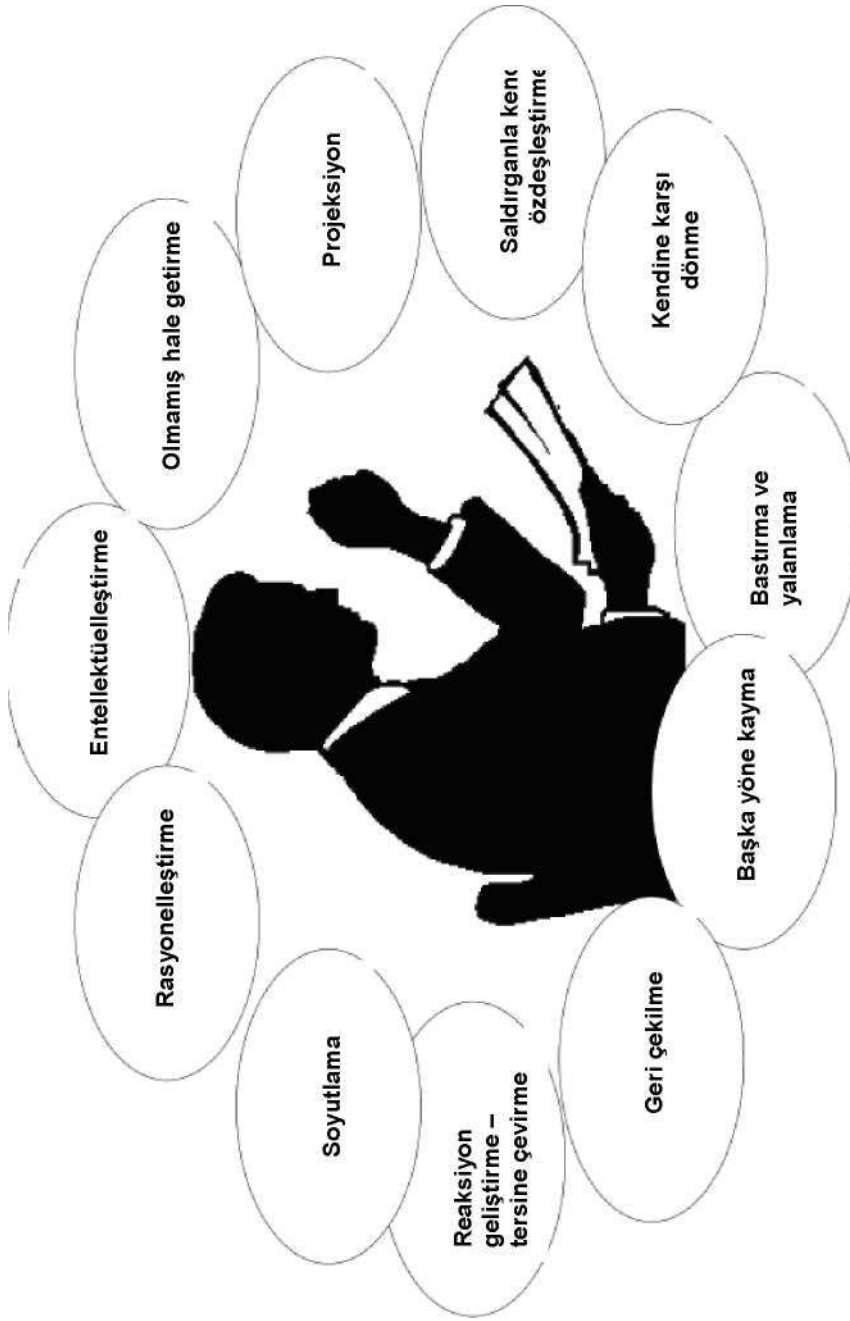 Entellektüelleştirme
Olmamış hale getirme
Projeksiyon
Saldırganla kend
özdeşleştirme
Kendine karşı
dönme
Bastırma ve
yalanlama
Başka yöne kayma
Geri çekilme
Reaksiyon
geliştirme –
tersine çevirme
Soyutlama
Rasyonelleştirme